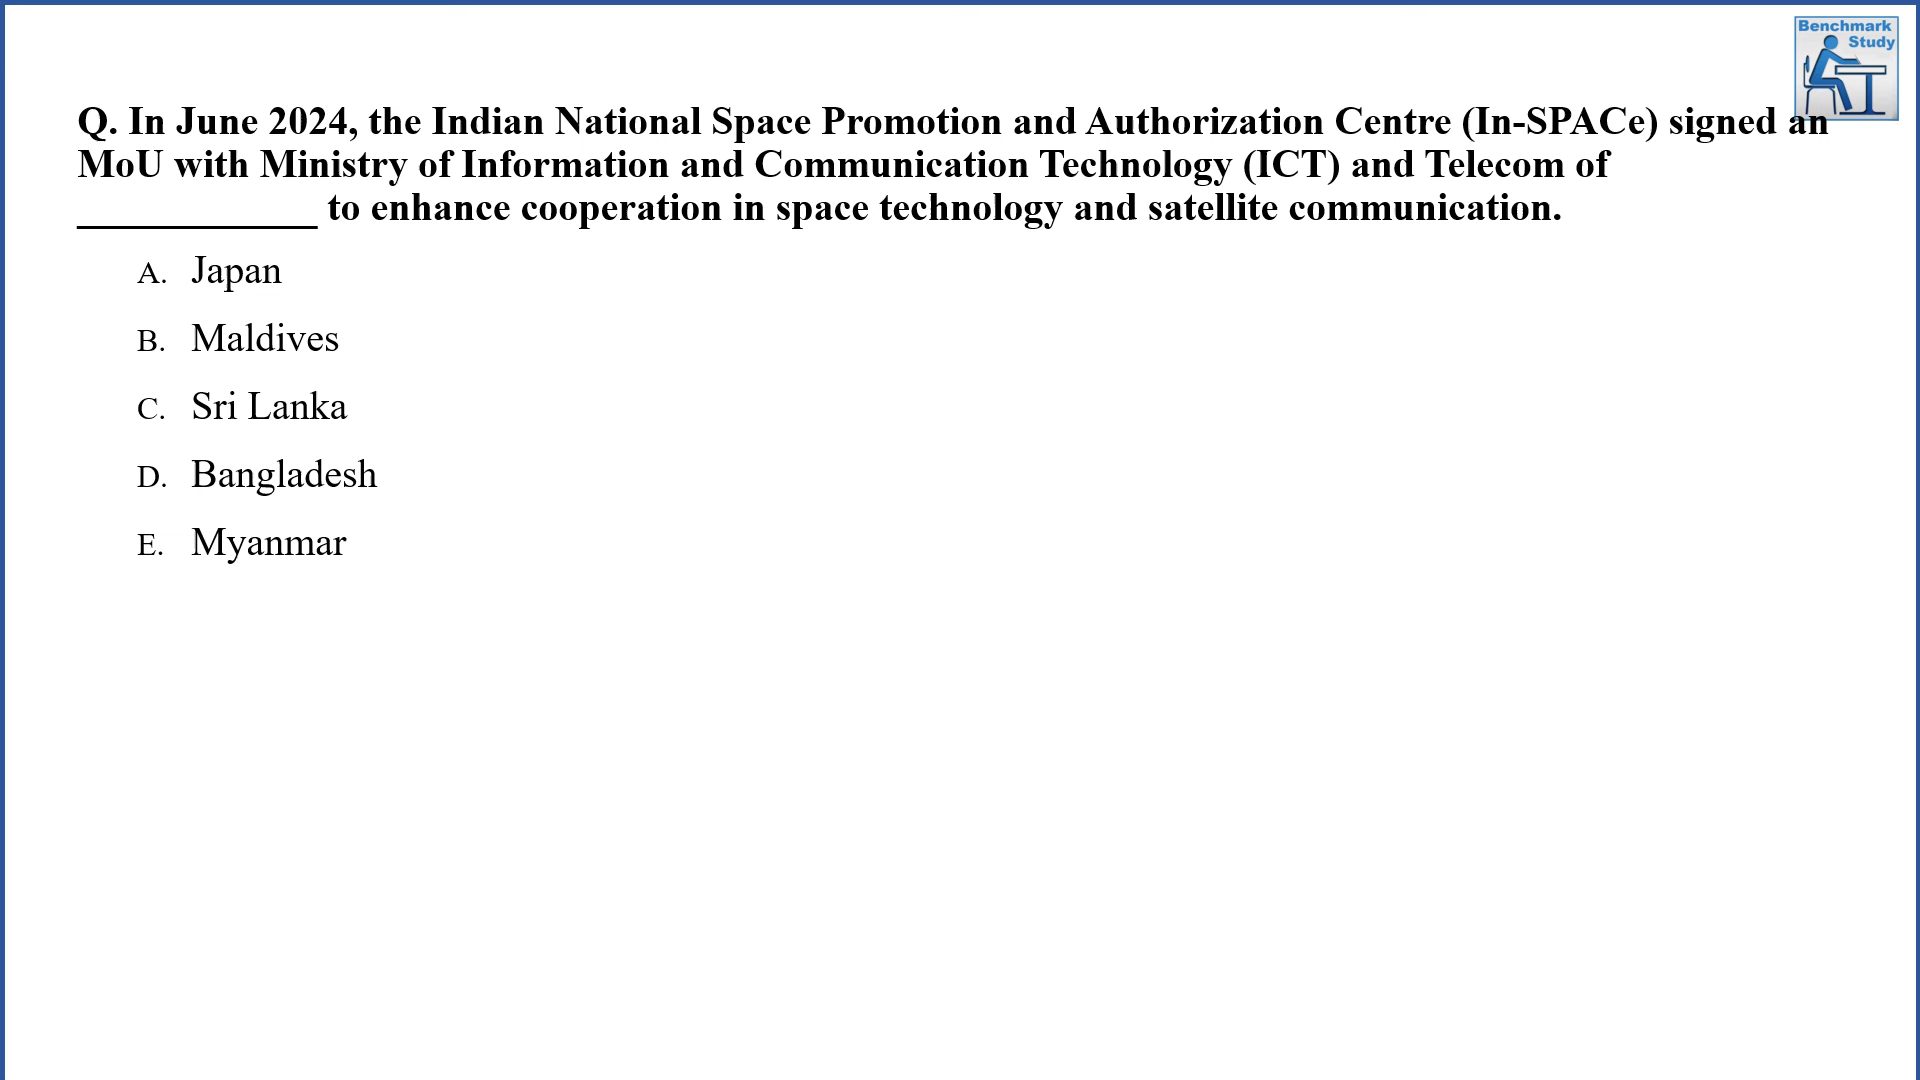 Benchmark
Study
Q. In June 2024, the Indian National Space Promotion and Authorization Centre (In-SPACe) signed an
MoU with Ministry of Information and Communication Technology (ICT) and Telecom of
____________ to enhance cooperation in space technology and satellite communication.
A. Japan
B. Maldives
C. Sri Lanka
D. Bangladesh
E. Myanmar